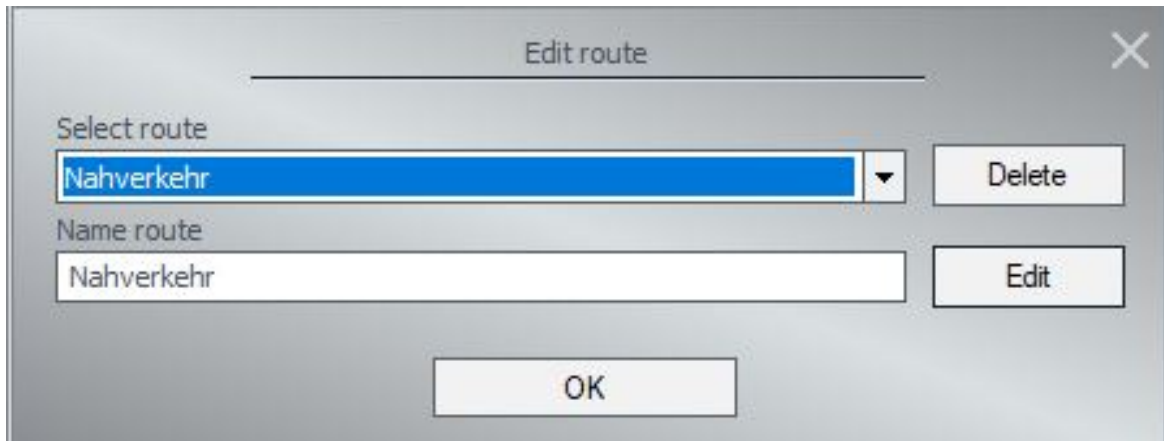 Edit route
Select route
Nahverkehr
Delete
Name route
Nahverkehr
Edit
OK